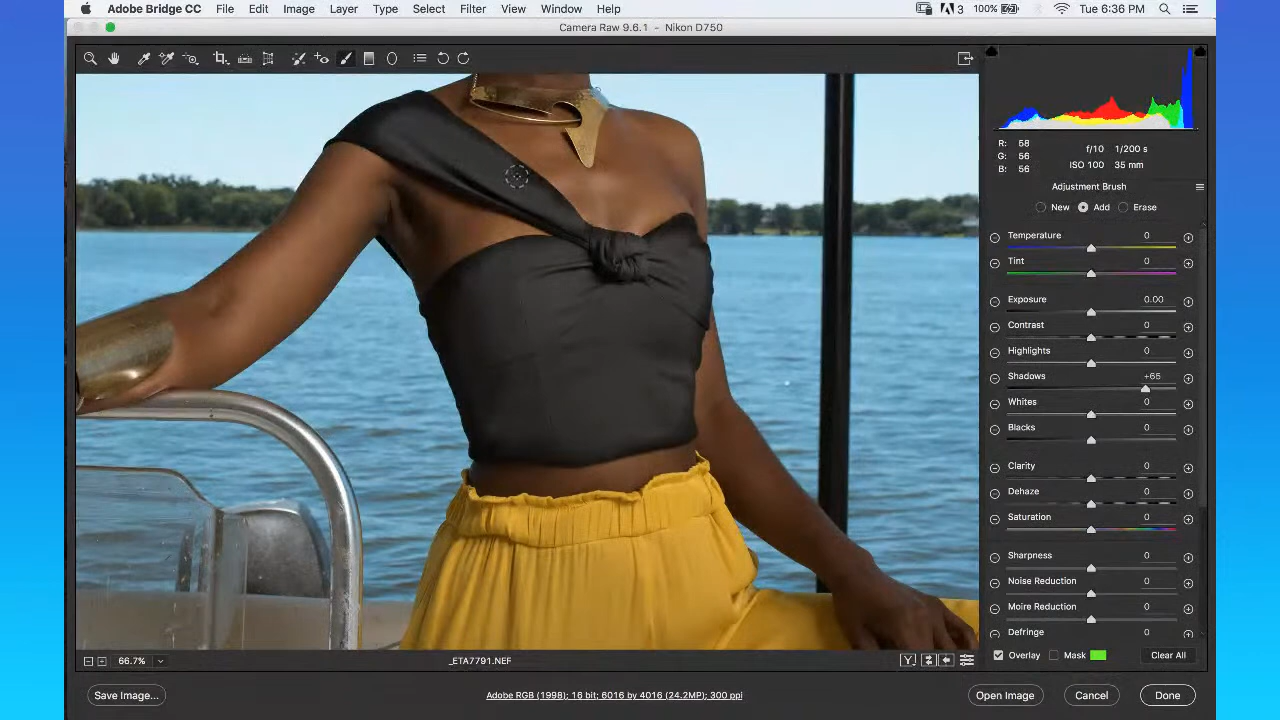 Adobe Bridge CC File Edit Image Layer Type Select Filter View Window Help 3 100% Tue 6:36 PM
Camera Raw 9.6.1 - Nikon D750
R: 58 f/10 1/200 s
G: 56
B: 56 ISO 100 35 mm
Adjustment Brush
New Add Erase
Temperature 0
Tint 0
Exposure 0.00
Contrast 0
Highlights 0
Shadows +65
Whites 0
Blacks 0
Clarity 0
Dehaze 0
Saturation 0
Sharpness 0
Noise Reduction 0
Moire Reduction 0
Defringe 0
Overlay Mask Clear All
66.7% _ETA7791.NEF Y
Save Image... Adobe RGB (1998); 16 bit; 6016 by 4016 (24.2MP); 300 ppi Open Image Cancel Done